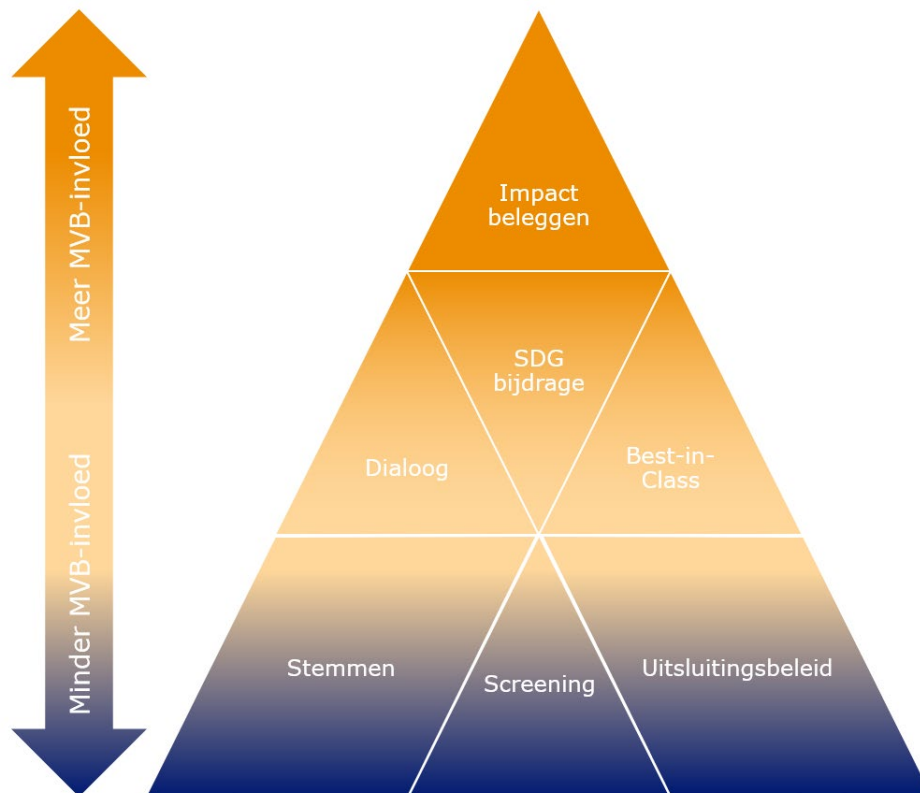 Meer MVB-invloed
Minder MVB-invloed
Impact
beleggen
SDG
bijdrage
Dialoog
Best-in-
Class
Stemmen
Screening
Uitsluitingsbeleid